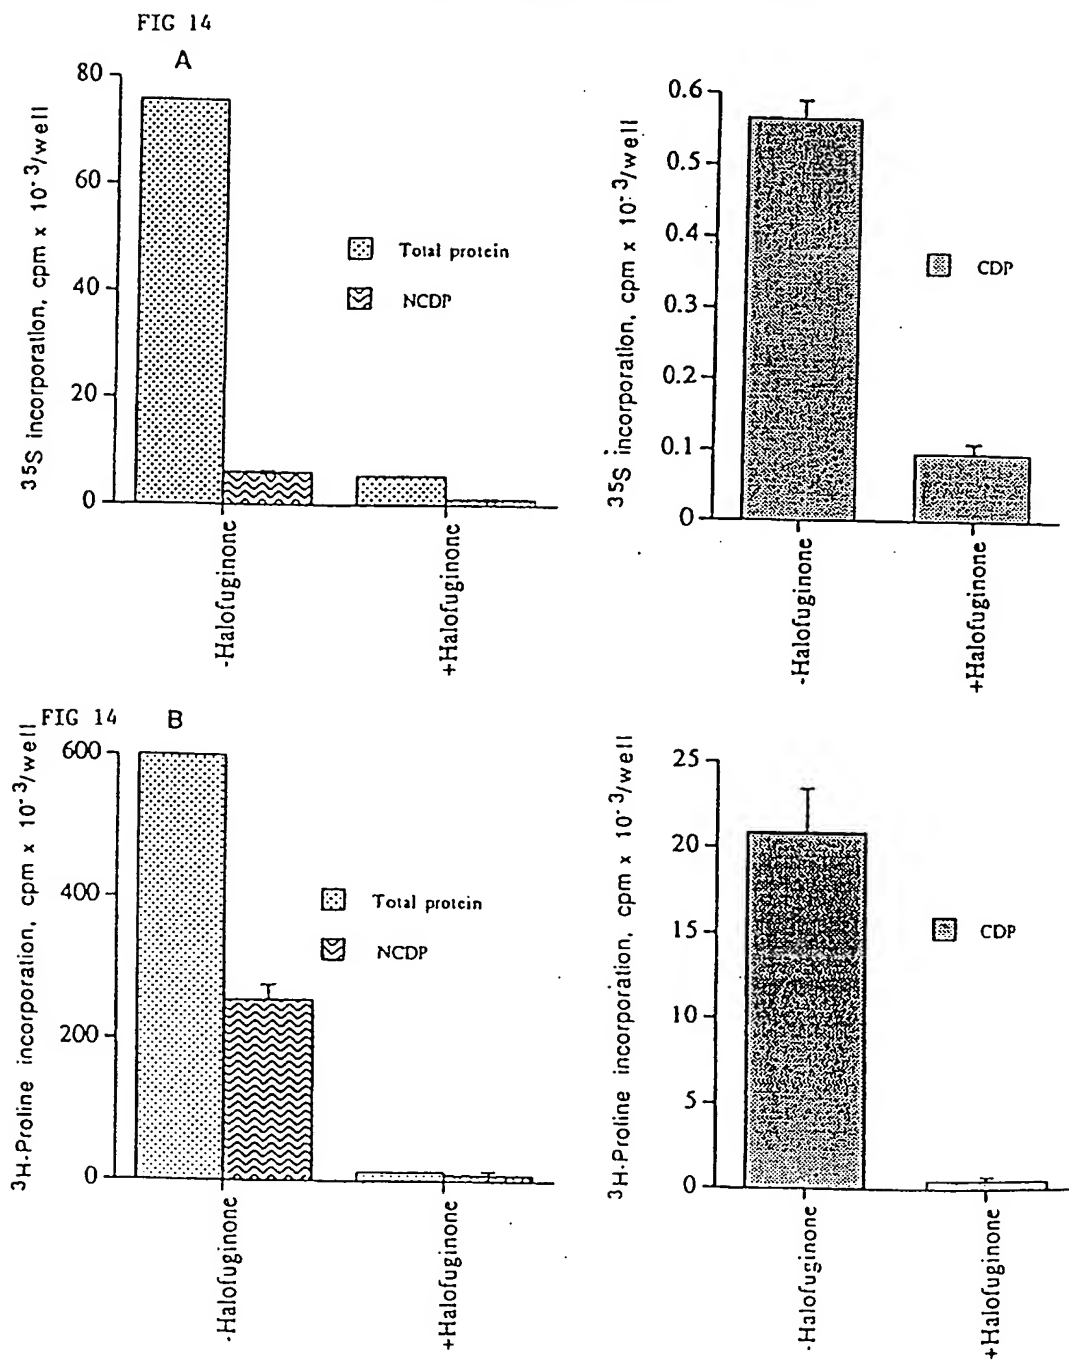 FIG 14
A
80
60
40
20
0
³⁵S incorporation, cpm x 10⁻³/well
Total protein
NCDP
-Halofuginone
+Halofuginone
0.6
0.5
0.4
0.3
0.2
0.1
0
³⁵S incorporation, cpm x 10⁻³/well
CDP
-Halofuginone
+Halofuginone
FIG 14
B
600
400
200
0
³H-Proline incorporation, cpm x 10⁻³/well
Total protein
NCDP
-Halofuginone
+Halofuginone
25
20
15
10
5
0
³H-Proline incorporation, cpm x 10⁻³/well
CDP
-Halofuginone
+Halofuginone